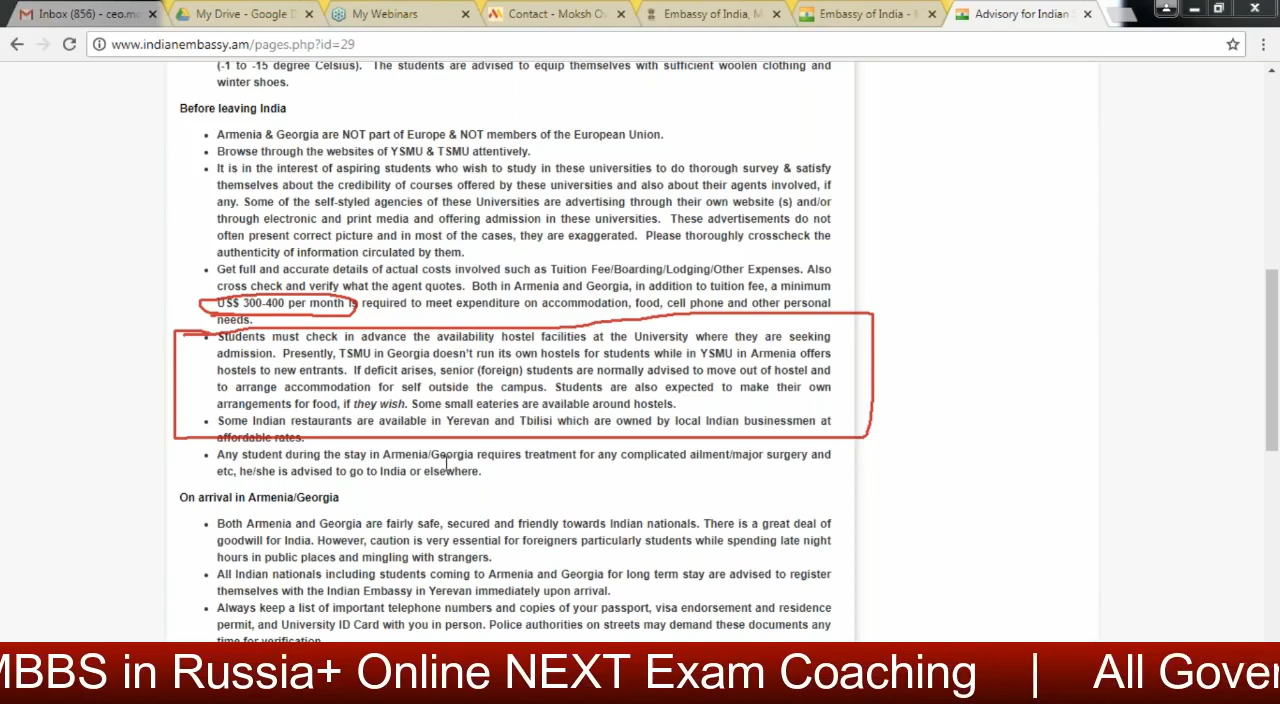 Inbox (856) - ceo.mo
My Drive - Google D
My Webinars
Contact - Moksh Ov
Embassy of India, M
Embassy of India - 
Advisory for Indian S
www.indianembassy.am/pages.php?id=29
(-1 to -15 degree Celsius). The students are advised to equip themselves with sufficient woolen clothing and
winter shoes.
Before leaving India
• Armenia & Georgia are NOT part of Europe & NOT members of the European Union.
• Browse through the websites of YSMU & TSMU attentively.
• It is in the interest of aspiring students who wish to study in these universities to do thorough survey & satisfy
themselves about the credibility of courses offered by these universities and also about their agents involved, if
any. Some of the self-styled agencies of these Universities are advertising through their own website (s) and/or
through electronic and print media and offering admission in these universities. These advertisements do not
often present correct picture and in most of the cases, they are exaggerated. Please thoroughly crosscheck the
authenticity of information circulated by them.
• Get full and accurate details of actual costs involved such as Tuition Fee/Boarding/Lodging/Other Expenses. Also
cross check and verify what the agent quotes. Both in Armenia and Georgia, in addition to tuition fee, a minimum
US$ 300-400 per month is required to meet expenditure on accommodation, food, cell phone and other personal
needs.
• Students must check in advance the availability hostel facilities at the University where they are seeking
admission. Presently, TSMU in Georgia doesn't run its own hostels for students while in YSMU in Armenia offers
hostels to new entrants. If deficit arises, senior (foreign) students are normally advised to move out of hostel and
to arrange accommodation for self outside the campus. Students are also expected to make their own
arrangements for food, if they wish. Some small eateries are available around hostels.
• Some Indian restaurants are available in Yerevan and Tbilisi which are owned by local Indian businessmen at
affordable rates.
• Any student during the stay in Armenia/Georgia requires treatment for any complicated ailment/major surgery and
etc, he/she is advised to go to India or elsewhere.
On arrival in Armenia/Georgia
• Both Armenia and Georgia are fairly safe, secured and friendly towards Indian nationals. There is a great deal of
goodwill for India. However, caution is very essential for foreigners particularly students while spending late night
hours in public places and mingling with strangers.
• All Indian nationals including students coming to Armenia and Georgia for long term stay are advised to register
themselves with the Indian Embassy in Yerevan immediately upon arrival.
• Always keep a list of important telephone numbers and copies of your passport, visa endorsement and residence
permit, and University ID Card with you in person. Police authorities on streets may demand these documents any
time for verification.
MBBS in Russia+ Online NEXT Exam Coaching | All Gover